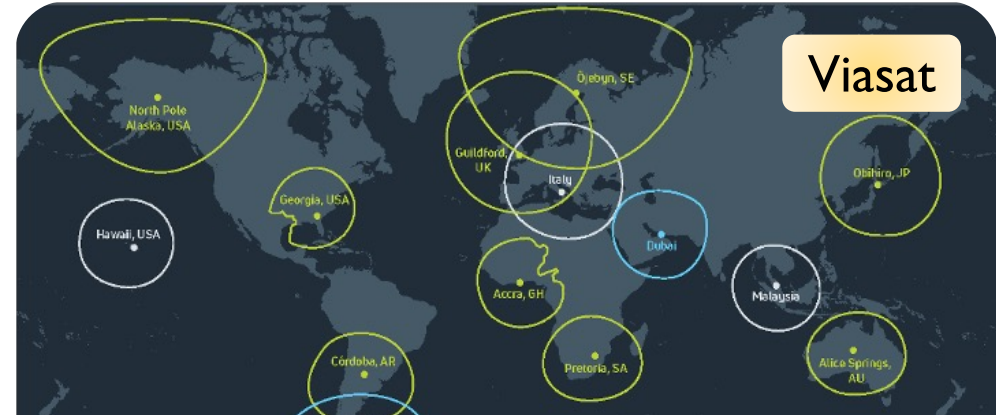 Viasat
Öjebyn, SE
North Pole
Alaska, USA
Guildford,
UK
Italy
Obihiro, JP
Georgia, USA
Hawaii, USA
Dubai
Accra, GH
Malaysia
Córdoba, AR
Pretoria, SA
Alice Springs,
AU